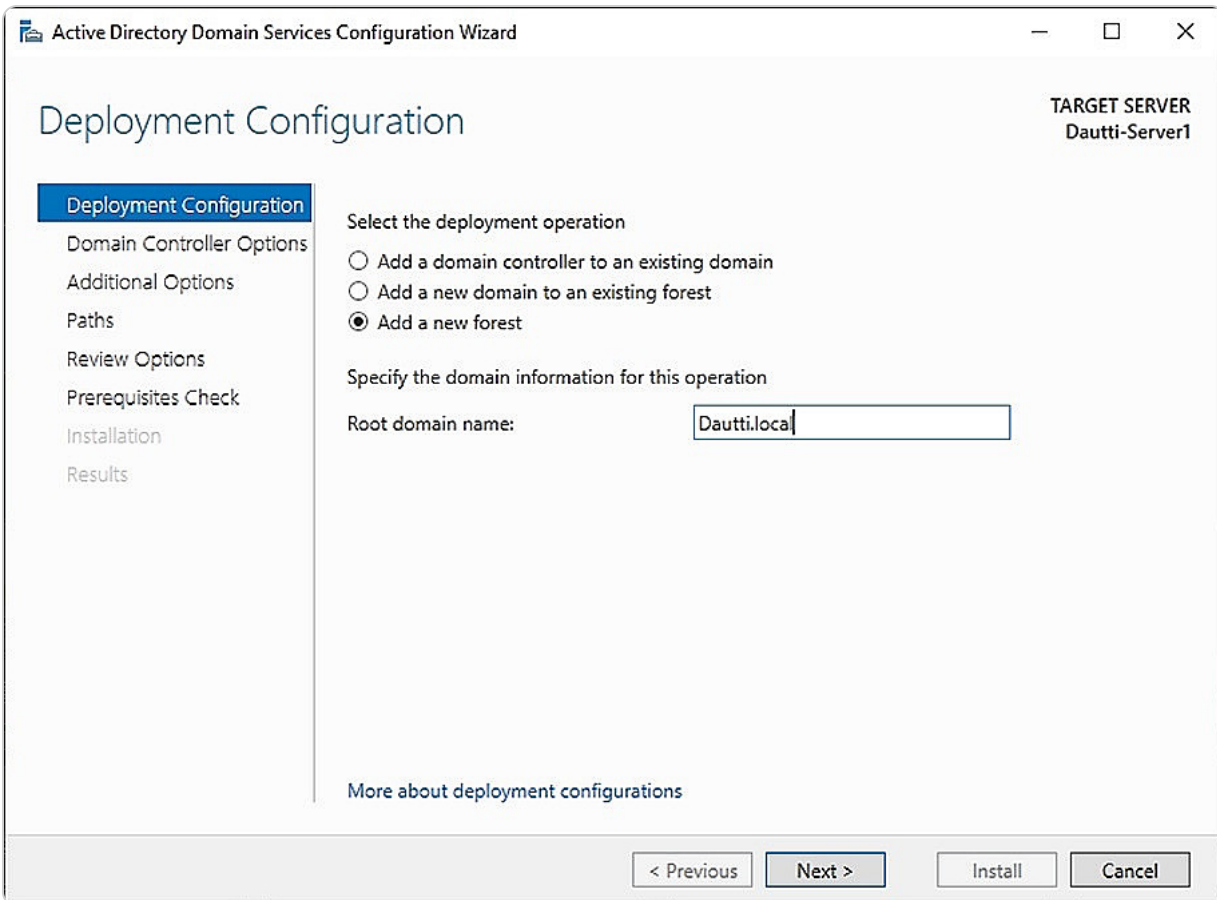 Active Directory Domain Services Configuration Wizard
Deployment Configuration
TARGET SERVER
Dautti-Server1
Deployment Configuration
Domain Controller Options
Additional Options
Paths
Review Options
Prerequisites Check
Installation
Results
Select the deployment operation
Add a domain controller to an existing domain
Add a new domain to an existing forest
Add a new forest
Specify the domain information for this operation
Root domain name: Dautti.local
More about deployment configurations
< Previous Next > Install Cancel